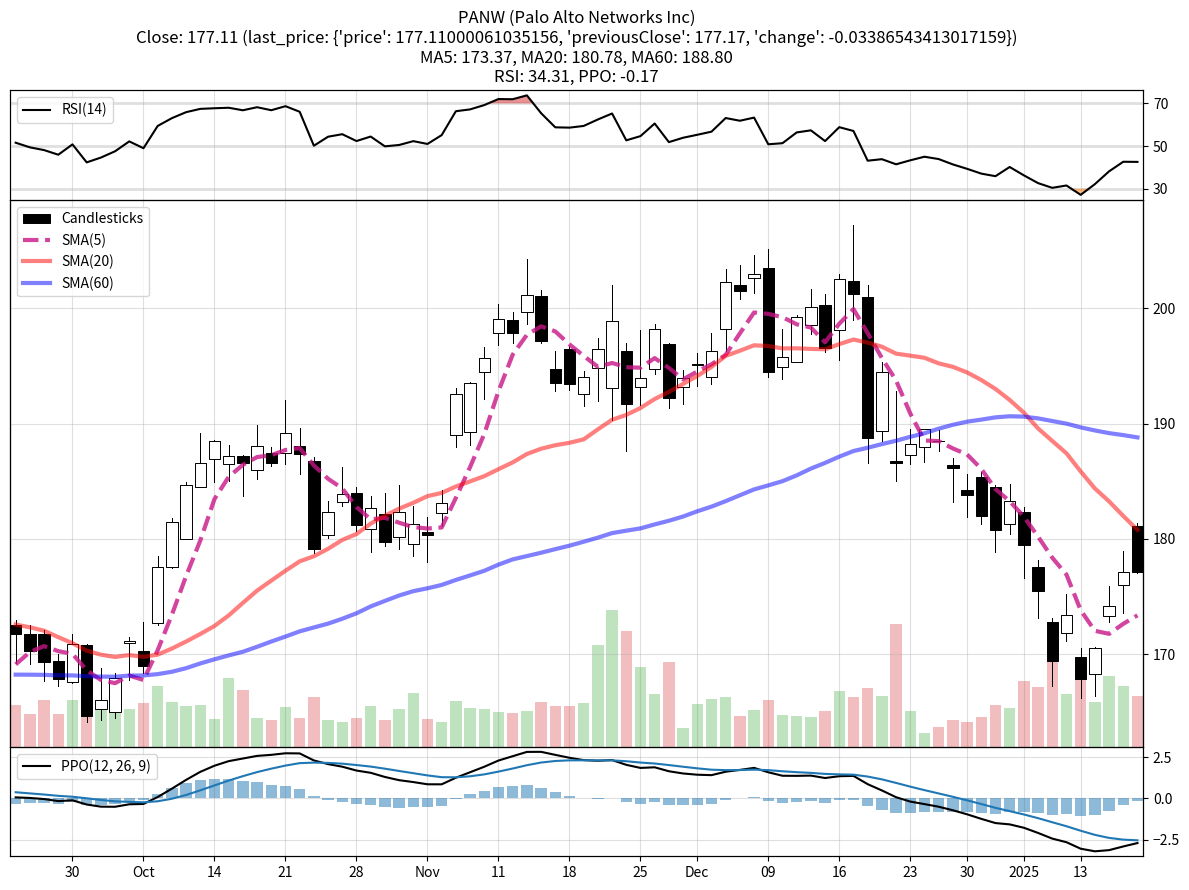 PANW (Palo Alto Networks Inc)
Close: 177.11 (last_price: {'price': 177.11000061035156, 'previousClose': 177.17, 'change': -0.03386543413017159})
MA5: 173.37, MA20: 180.78, MA60: 188.80
RSI: 34.31, PPO: -0.17
RSI(14)
70
50
30
Candlesticks
SMA(5)
SMA(20)
SMA(60)
200
190
180
170
PPO(12, 26, 9)
2.5
0.0
−2.5
30 Oct 14 21 28 Nov 11 18 25 Dec 09 16 23 30 2025 13